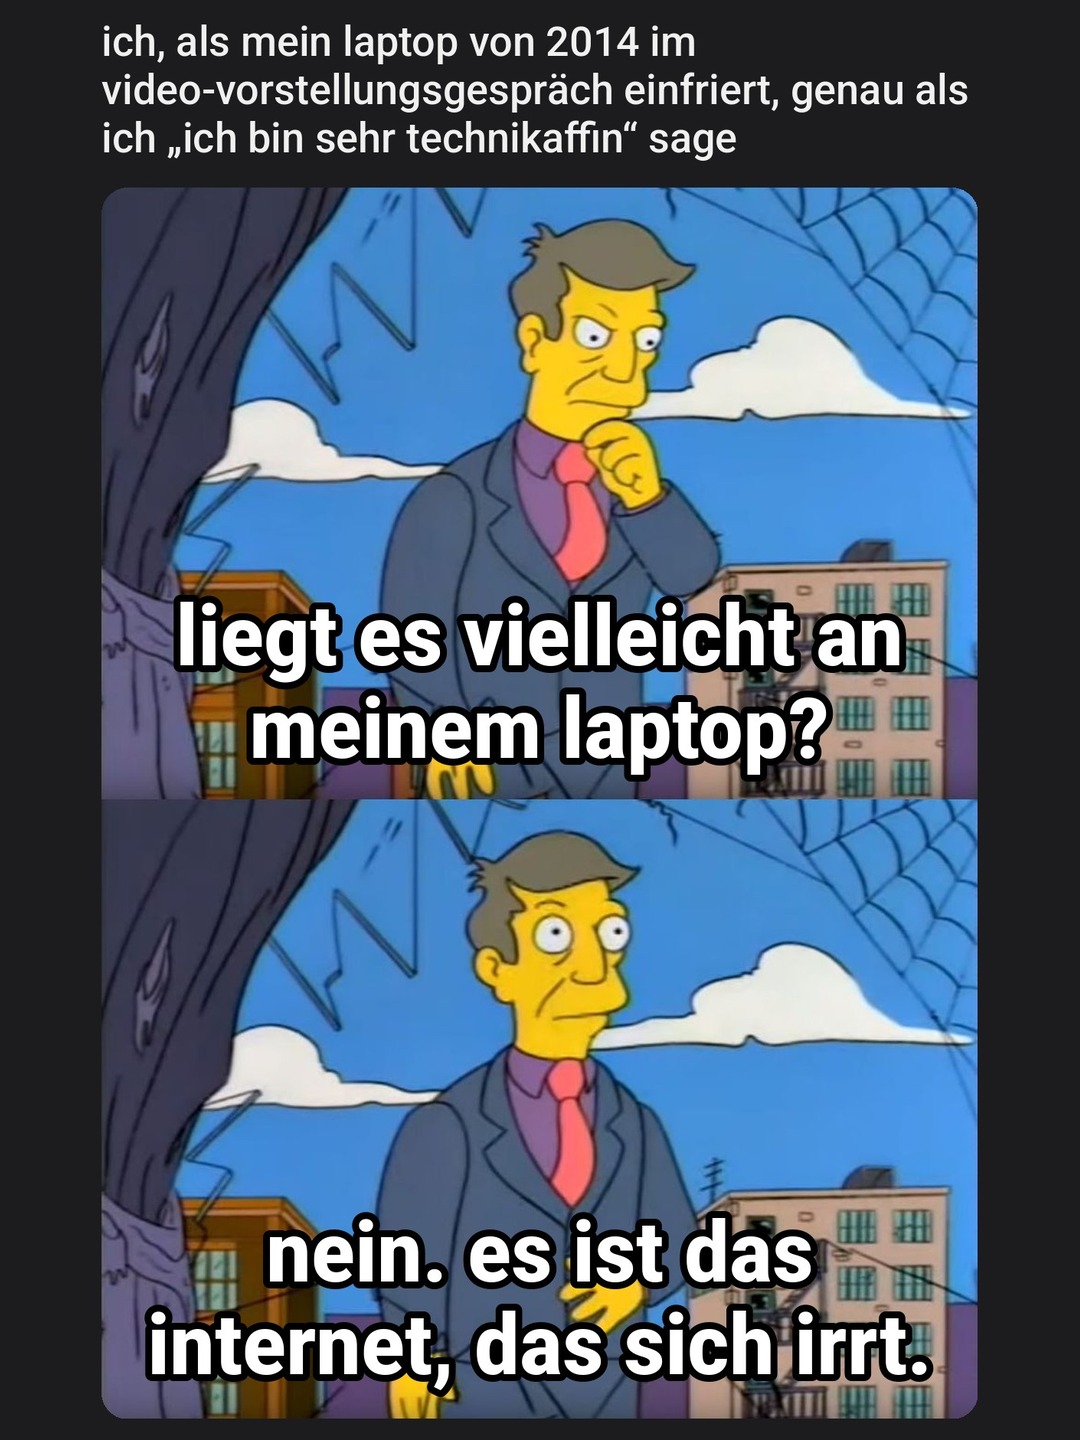 ich, als mein laptop von 2014 im
video-vorstellungsgespräch einfriert, genau als
ich „ich bin sehr technikaffin“ sage
liegt es vielleicht an
meinem laptop?
nein. es ist das
internet, das sich irrt.